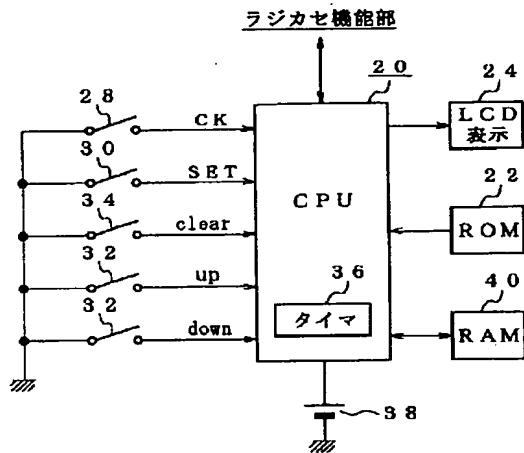 ラジカセ機能部
20
24
28
CK
LCD
表示
30
SET
22
34
CPU
clear
ROM
32
up
36
40
32
タイマ
RAM
down
38